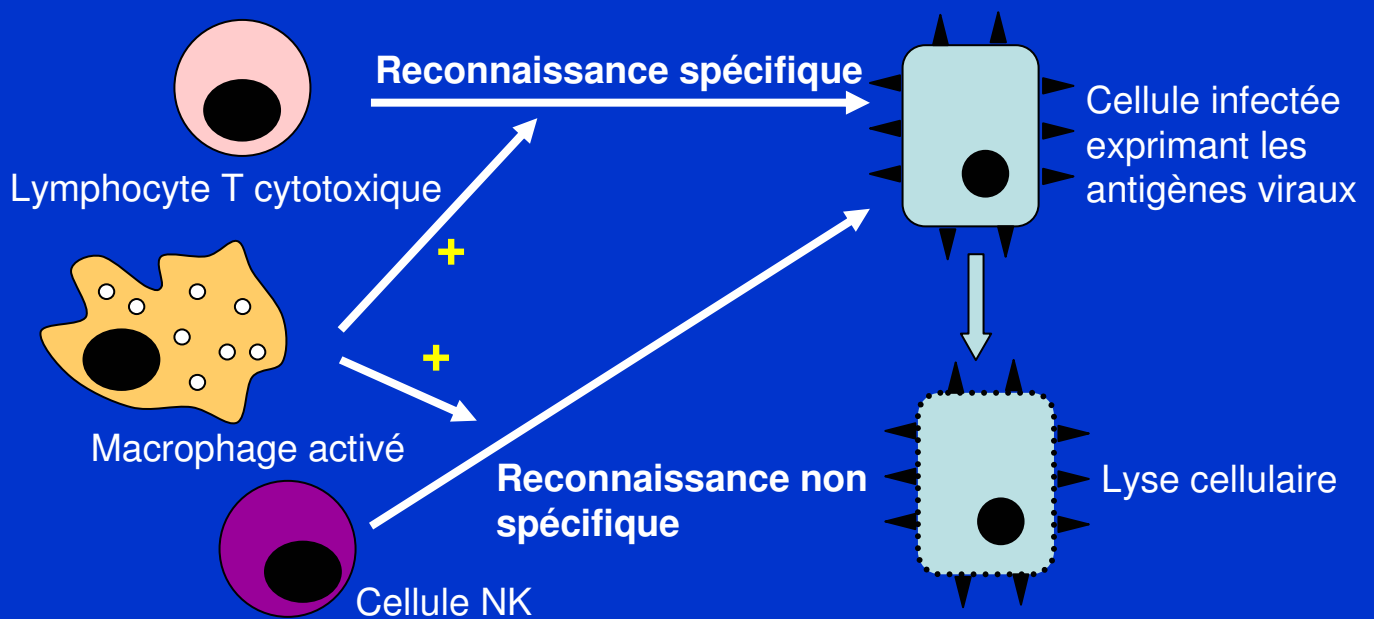 Reconnaissance spécifique
Lymphocyte T cytotoxique
Cellule infectée
exprimant les
antigènes viraux
+
+
Macrophage activé
Reconnaissance non
spécifique
Lyse cellulaire
Cellule NK